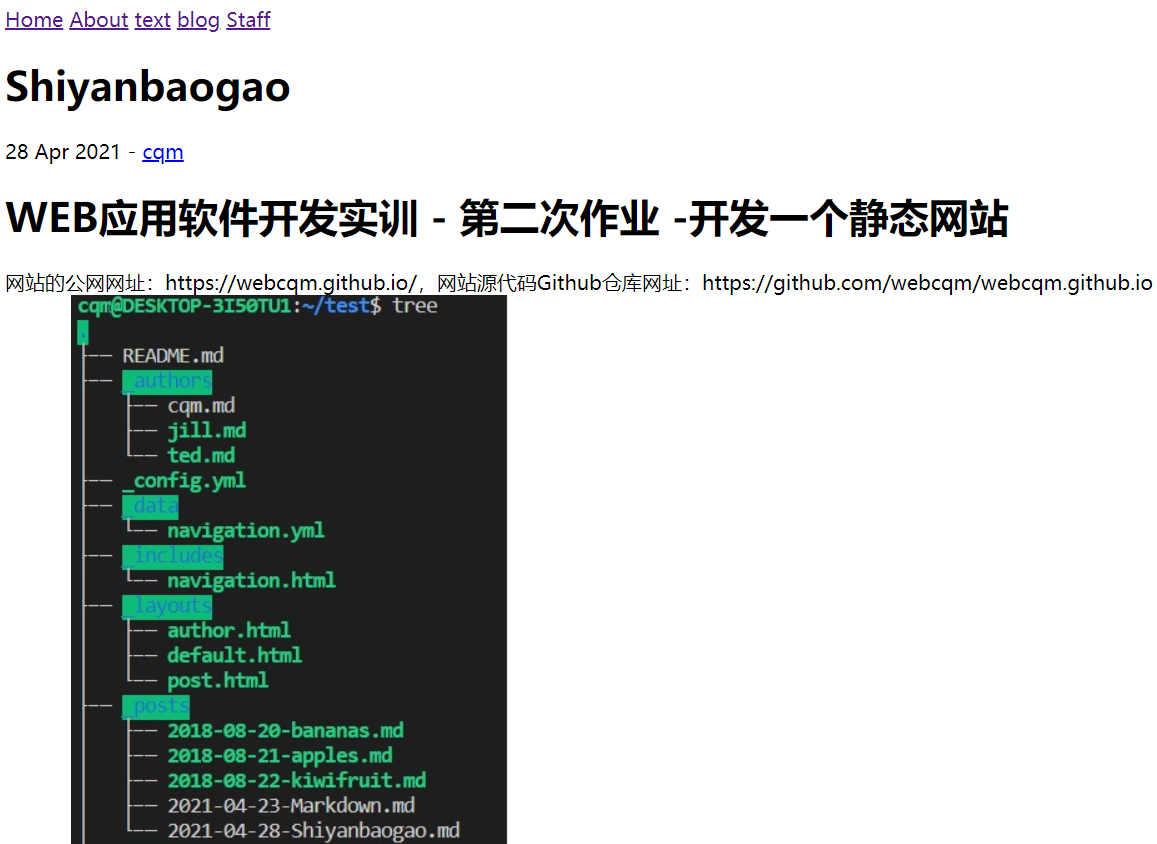 Home About text blog Staff
Shiyanbaogao
28 Apr 2021 - cqm
WEB应用软件开发实训 - 第二次作业 -开发一个静态网站
网站的公网网址：https://webcqm.github.io/，网站源代码Github仓库网址：https://github.com/webcqm/webcqm.github.io
cqm@DESKTOP-3I50TU1:~/test$ tree
.
├── README.md
├── _authors
│   ├── cqm.md
│   ├── jill.md
│   └── ted.md
├── _config.yml
├── _data
│   └── navigation.yml
├── _includes
│   └── navigation.html
├── _layouts
│   ├── author.html
│   ├── default.html
│   └── post.html
├── _posts
│   ├── 2018-08-20-bananas.md
│   ├── 2018-08-21-apples.md
│   ├── 2018-08-22-kiwifruit.md
│   ├── 2021-04-23-Markdown.md
│   └── 2021-04-28-Shiyanbaogao.md